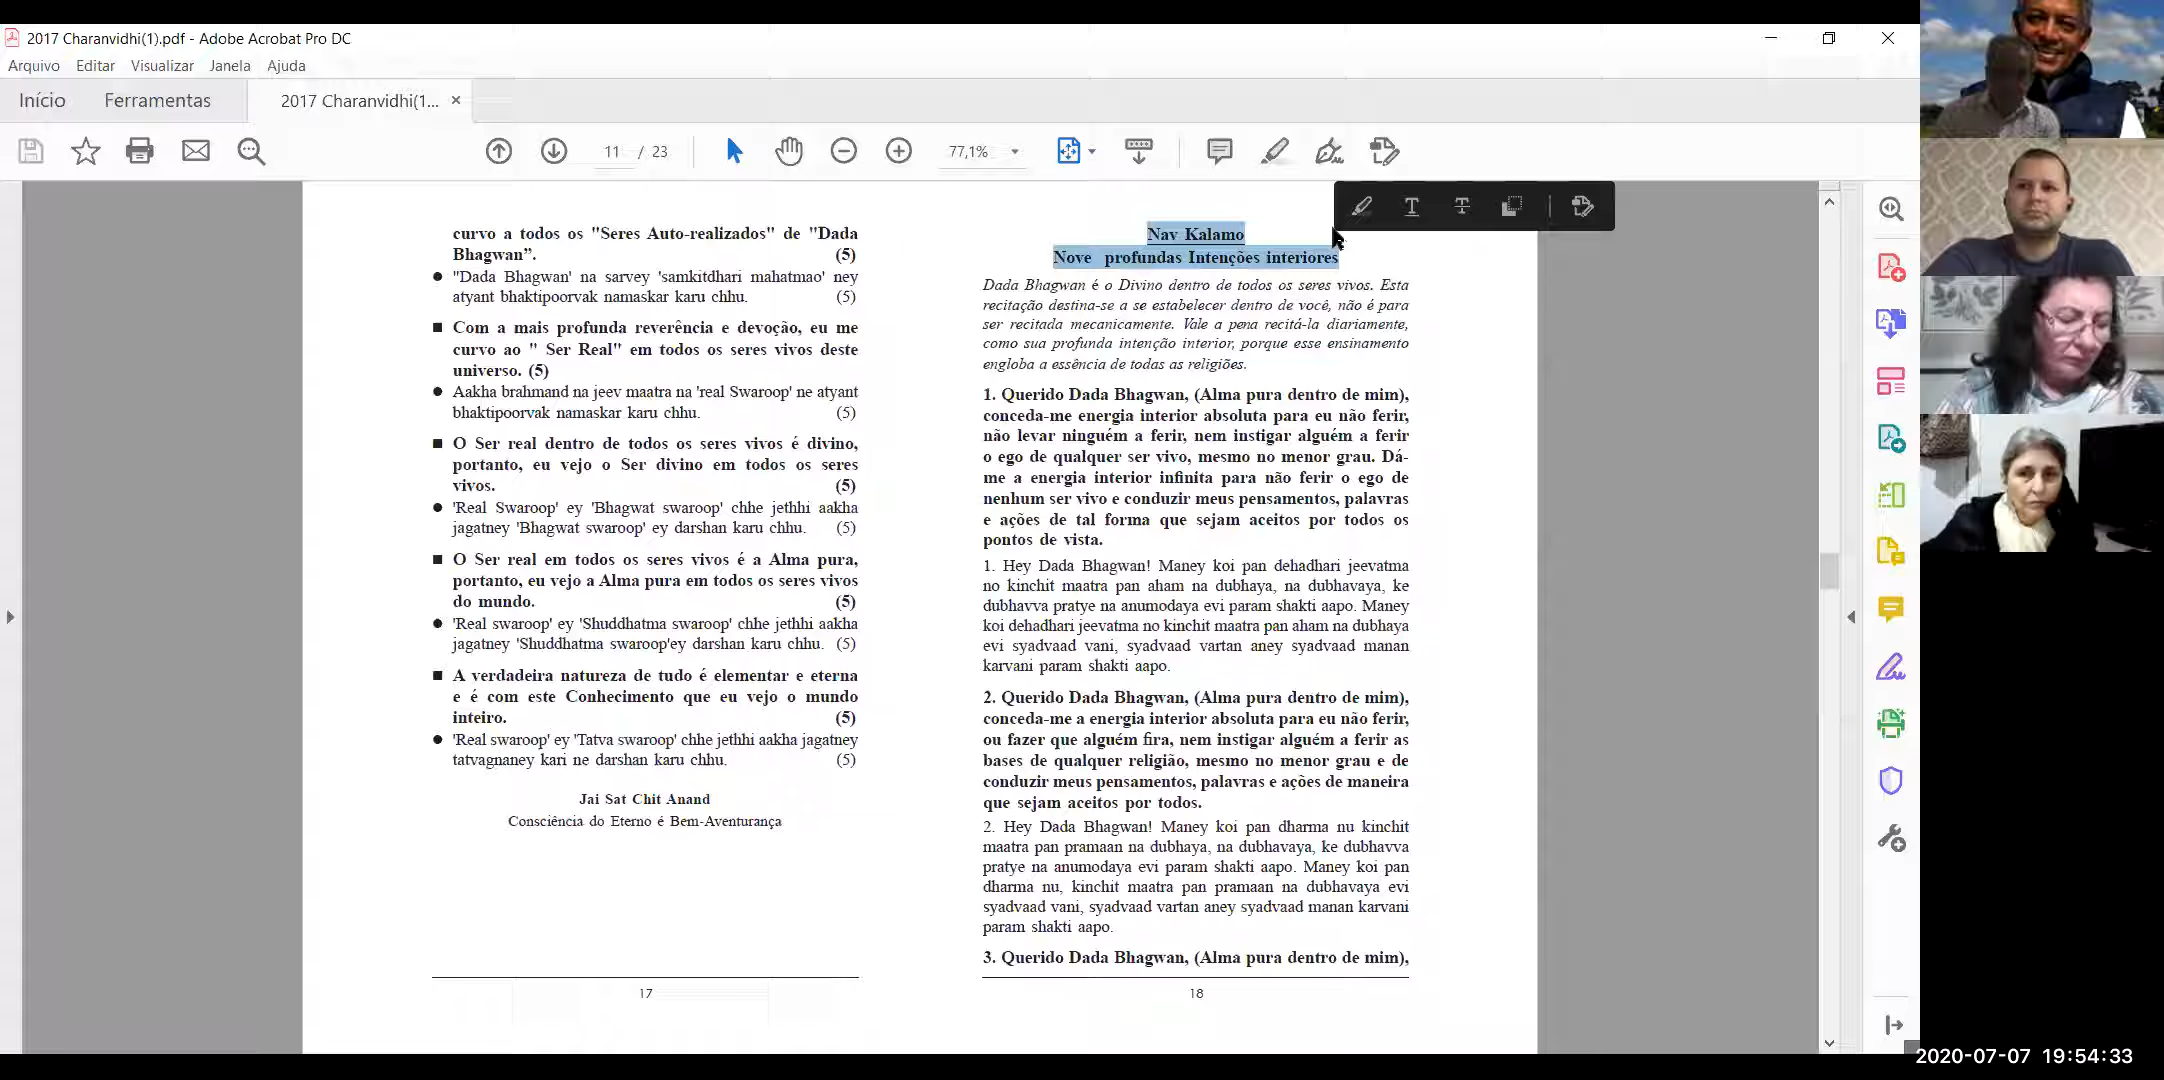 2017 Charanvidhi(1).pdf - Adobe Acrobat Pro DC
Arquivo Editar Visualizar Janela Ajuda
Início Ferramentas 2017 Charanvidhi(1... ×
11 / 23 77,1%
curvo a todos os "Seres Auto-realizados" de "Dada
Bhagwan”. (5)
● "Dada Bhagwan' na sarvey 'samkitdhari mahatmao' ney
atyant bhaktipoorvak namaskar karu chhu. (5)
■ Com a mais profunda reverência e devoção, eu me
curvo ao " Ser Real" em todos os seres vivos deste
universo. (5)
● Aakha brahmand na jeev maatra na 'real Swaroop' ne atyant
bhaktipoorvak namaskar karu chhu. (5)
■ O Ser real dentro de todos os seres vivos é divino,
portanto, eu vejo o Ser divino em todos os seres
vivos. (5)
● 'Real Swaroop' ey 'Bhagwat swaroop' chhe jethhi aakha
jagatney 'Bhagwat swaroop' ey darshan karu chhu. (5)
■ O Ser real em todos os seres vivos é a Alma pura,
portanto, eu vejo a Alma pura em todos os seres vivos
do mundo. (5)
● 'Real swaroop' ey 'Shuddhatma swaroop' chhe jethhi aakha
jagatney 'Shuddhatma swaroop'ey darshan karu chhu. (5)
■ A verdadeira natureza de tudo é elementar e eterna
e é com este Conhecimento que eu vejo o mundo
inteiro. (5)
● 'Real swaroop' ey 'Tatva swaroop' chhe jethhi aakha jagatney
tatvagnaney kari ne darshan karu chhu. (5)
Jai Sat Chit Anand
Consciência do Eterno é Bem-Aventurança
17
Nav Kalamo
Nove profundas Intenções interiores
Dada Bhagwan é o Divino dentro de todos os seres vivos. Esta
recitação destina-se a se estabelecer dentro de você, não é para
ser recitada mecanicamente. Vale a pena recitá-la diariamente,
como sua profunda intenção interior, porque esse ensinamento
engloba a essência de todas as religiões.
1. Querido Dada Bhagwan, (Alma pura dentro de mim),
conceda-me energia interior absoluta para eu não ferir,
não levar ninguém a ferir, nem instigar alguém a ferir
o ego de qualquer ser vivo, mesmo no menor grau. Dá-
me a energia interior infinita para não ferir o ego de
nenhum ser vivo e conduzir meus pensamentos, palavras
e ações de tal forma que sejam aceitos por todos os
pontos de vista.
1. Hey Dada Bhagwan! Maney koi pan dehadhari jeevatma
no kinchit maatra pan aham na dubhaya, na dubhavaya, ke
dubhavva pratye na anumodaya evi param shakti aapo. Maney
koi dehadhari jeevatma no kinchit maatra pan aham na dubhaya
evi syadvaad vani, syadvaad vartan aney syadvaad manan
karvani param shakti aapo.
2. Querido Dada Bhagwan, (Alma pura dentro de mim),
conceda-me a energia interior absoluta para eu não ferir,
ou fazer que alguém fira, nem instigar alguém a ferir as
bases de qualquer religião, mesmo no menor grau e de
conduzir meus pensamentos, palavras e ações de maneira
que sejam aceitos por todos.
2. Hey Dada Bhagwan! Maney koi pan dharma nu kinchit
maatra pan pramaan na dubhaya, na dubhavaya, ke dubhavva
pratye na anumodaya evi param shakti aapo. Maney koi pan
dharma nu, kinchit maatra pan pramaan na dubhavaya evi
syadvaad vani, syadvaad vartan aney syadvaad manan karvani
param shakti aapo.
3. Querido Dada Bhagwan, (Alma pura dentro de mim),
18
2020-07-07 19:54:33